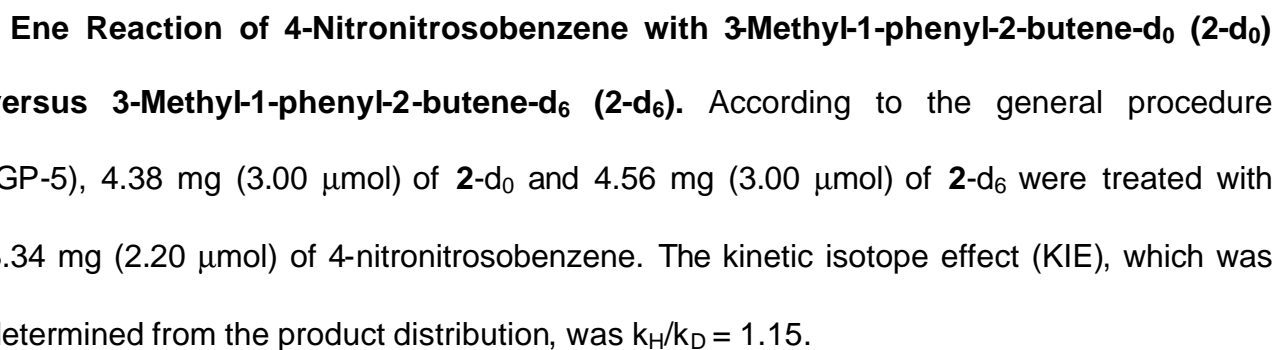 Ene Reaction of 4-Nitronitrosobenzene with 3-Methyl-1-phenyl-2-butene-d₀ (2-d₀)
versus 3-Methyl-1-phenyl-2-butene-d₆ (2-d₆). According to the general procedure
GP-5), 4.38 mg (3.00 μmol) of 2-d₀ and 4.56 mg (3.00 μmol) of 2-d₆ were treated with
.34 mg (2.20 μmol) of 4-nitronitrosobenzene. The kinetic isotope effect (KIE), which was
determined from the product distribution, was k_H/k_D = 1.15.